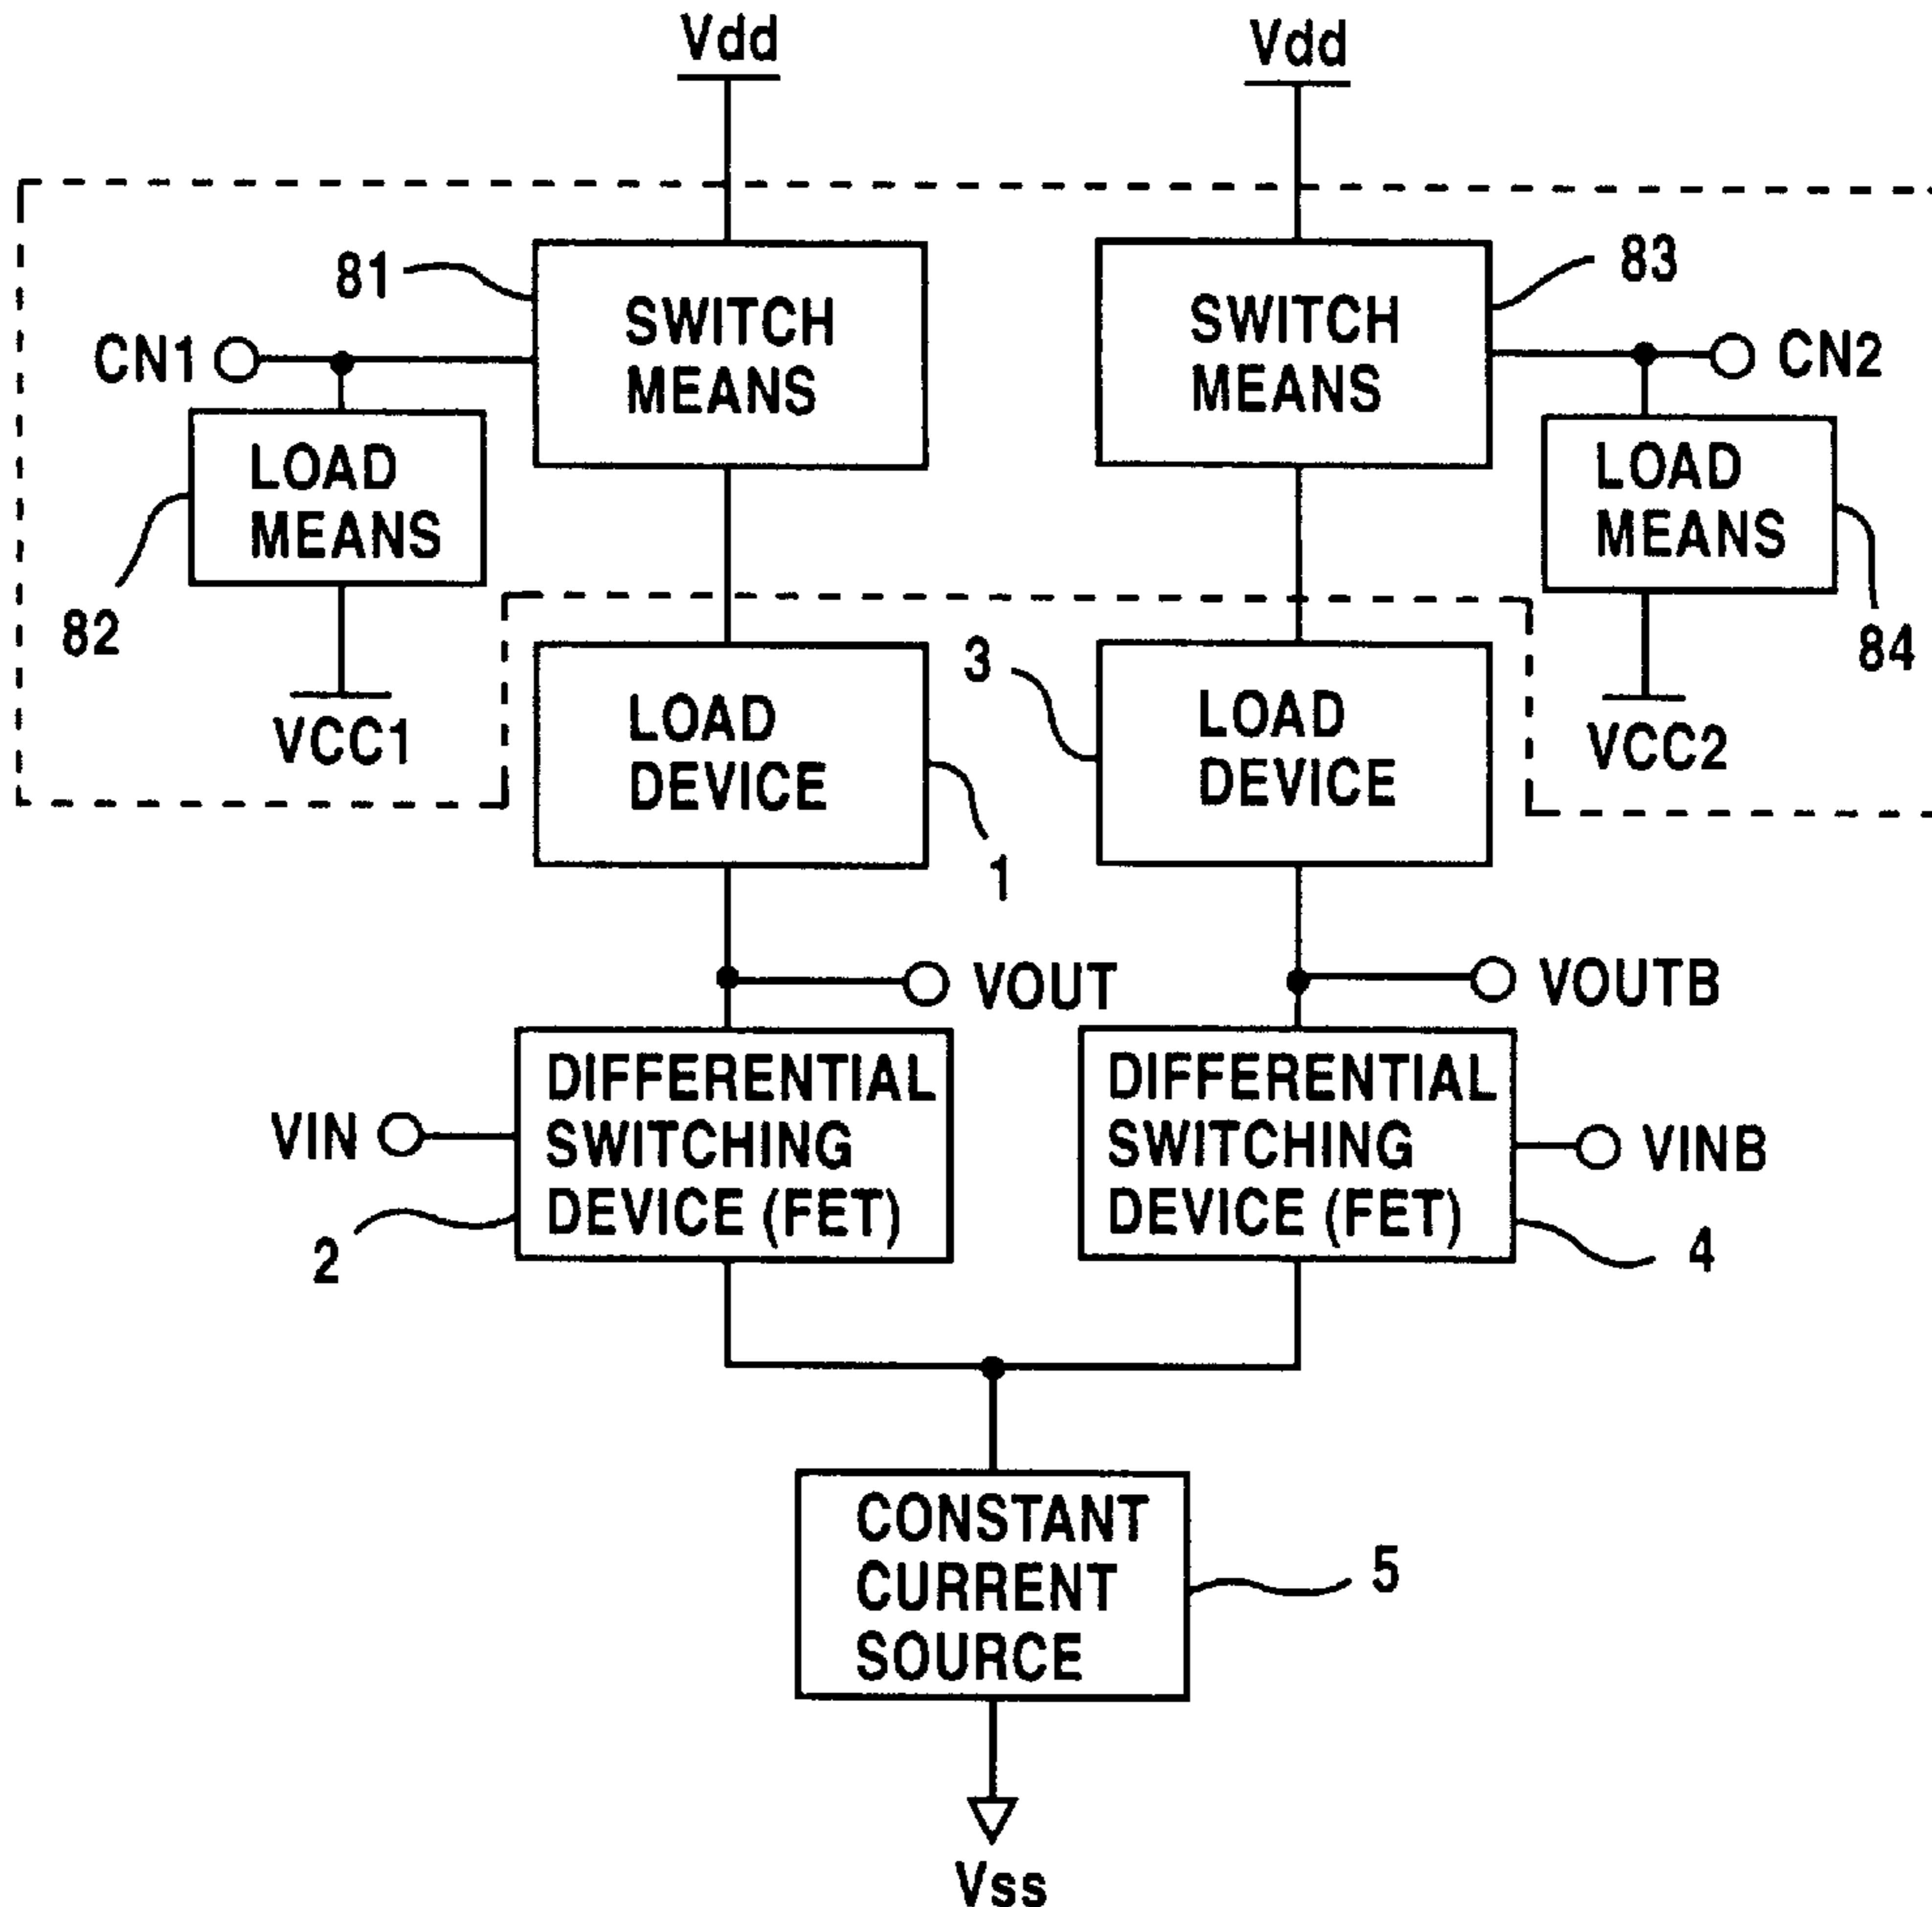 Vdd
Vdd
81
SWITCH
MEANS
SWITCH
MEANS
83
CN1
CN2
LOAD
MEANS
LOAD
MEANS
82
84
VCC1
VCC2
LOAD
DEVICE
3
LOAD
DEVICE
1
VOUT
VOUTB
VIN
DIFFERENTIAL
SWITCHING
DEVICE (FET)
DIFFERENTIAL
SWITCHING
DEVICE (FET)
VINB
2
4
CONSTANT
CURRENT
SOURCE
5
Vss